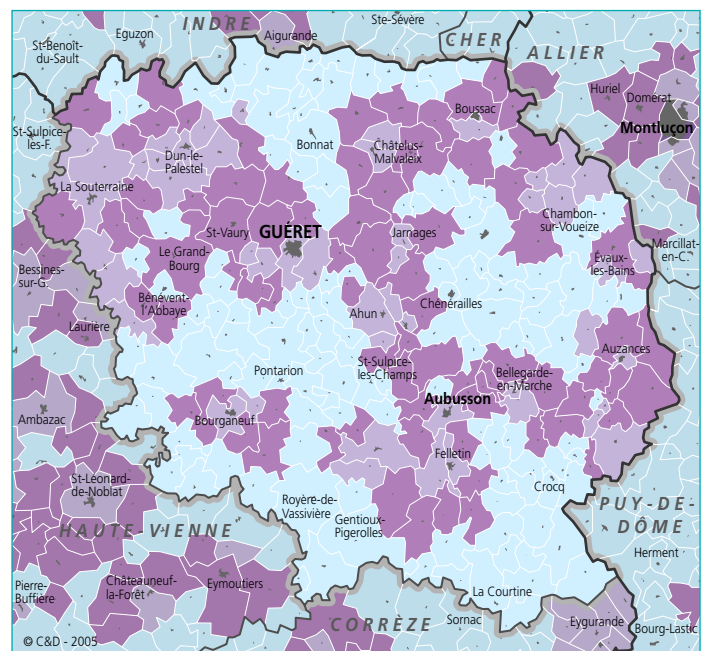 INDRE
Ste-Sévère
Eguzon
Aigurande
CHER
ALLIER
St-Benoît-
du-Sault
Huriel
Domerat
Boussac
Montluçon
St-Sulpice-
les-F.
Bonnat
Châtelus-
Malvaleix
Dun-le-
Palestel
La Souterraine
Chambon-
sur-Voueize
St-Vaury
GUÉRET
Jarnages
Marcillat-
en-C.
Le Grand-
Bourg
Évaux-
les-Bains
Bessines-
sur-G.
Bénévent-
l'Abbaye
Chénérailles
Ahun
Laurière
Auzances
St-Sulpice-
les-Champs
Pontarion
Bellegarde-
en-Marche
Aubusson
Ambazac
Bourganeuf
Felletin
St-Léonard-
de-Noblat
Crocq
Royère-de-
Vassivière
PUY-DE-
DÔME
Gentioux-
Pigerolles
HAUTE-VIENNE
Herment
Pierre-
Buffière
Châteauneuf-
la-Forêt
Eymoutiers
La Courtine
Sornac
CORRÈZE
Eygurande
Bourg-Lastic
© C&D - 2005